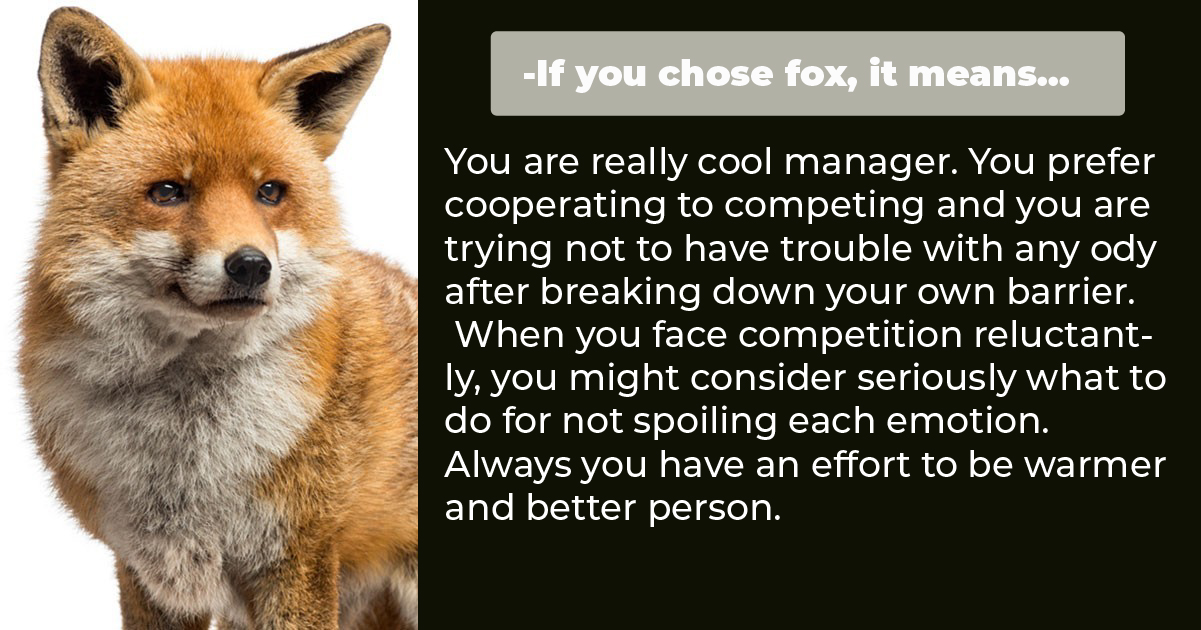 -If you chose fox, it means...
You are really cool manager. You prefer
cooperating to competing and you are
trying not to have trouble with any ody
after breaking down your own barrier.
When you face competition reluctant-
ly, you might consider seriously what to
do for not spoiling each emotion.
Always you have an effort to be warmer
and better person.